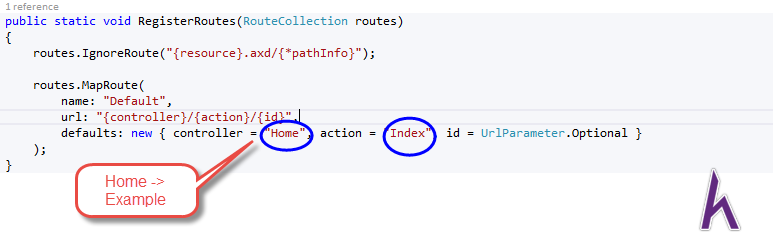 1 reference
public static void RegisterRoutes(RouteCollection routes)
{
routes.IgnoreRoute("{resource}.axd/{*pathInfo}");
routes.MapRoute(
name: "Default",
url: "{controller}/{action}/{id}",
defaults: new { controller = "Home", action = "Index", id = UrlParameter.Optional }
);
}
Home ->
Example